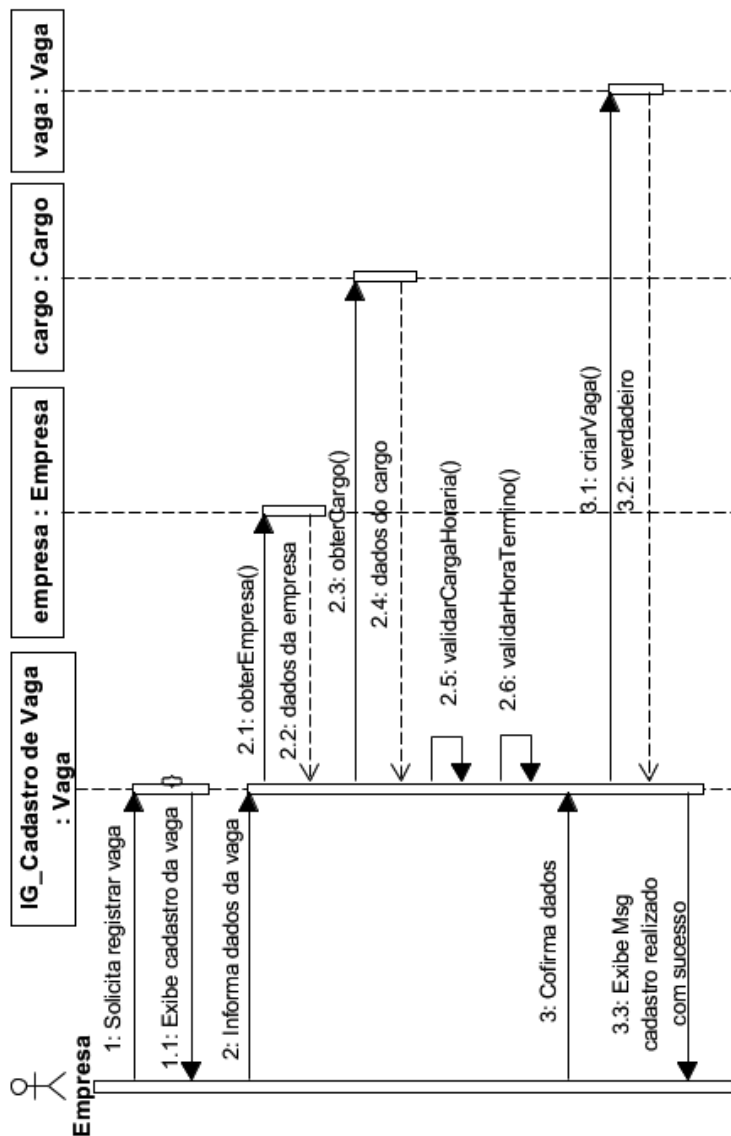 Empresa
IG_Cadastro de Vaga
: Vaga
empresa : Empresa
cargo : Cargo
vaga : Vaga
1: Solicita registrar vaga
1.1: Exibe cadastro da vaga
{}
2: Informa dados da vaga
2.1: obterEmpresa()
2.2: dados da empresa
2.3: obterCargo()
2.4: dados do cargo
2.5: validarCargaHoraria()
2.6: validarHoraTermino()
3: Cofirma dados
3.1: criarVaga()
3.2: verdadeiro
3.3: Exibe Msg
cadastro realizado
com sucesso